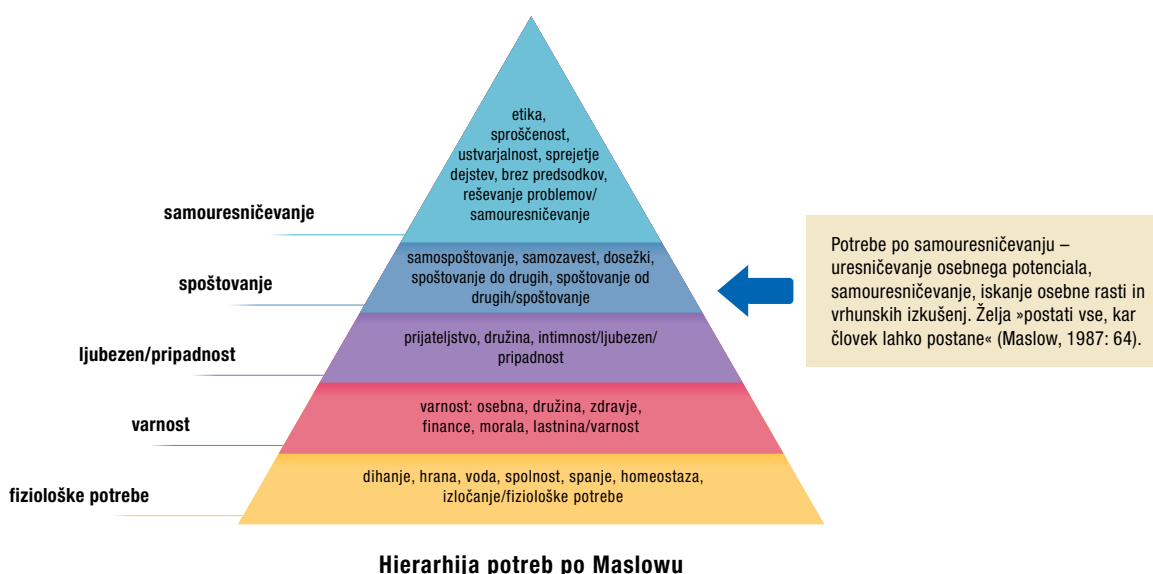 etika,
sproščenost,
ustvarjalnost, sprejetje
dejstev, brez predsodkov,
reševanje problemov/
samouresničevanje
samouresničevanje
samospoštovanje, samozavest, dosežki,
spoštovanje do drugih, spoštovanje od
drugih/spoštovanje
spoštovanje
Potrebe po samouresničevanju –
uresničevanje osebnega potenciala,
samouresničevanje, iskanje osebne rasti in
vrhunskih izkušenj. Želja »postati vse, kar
človek lahko postane« (Maslow, 1987: 64).
prijateljstvo, družina, intimnost/ljubezen/
pripadnost
ljubezen/pripadnost
varnost: osebna, družina, zdravje,
finance, morala, lastnina/varnost
varnost
dihanje, hrana, voda, spolnost, spanje, homeostaza,
izločanje/fiziološke potrebe
fiziološke potrebe
Hierarhija potreb po Maslowu